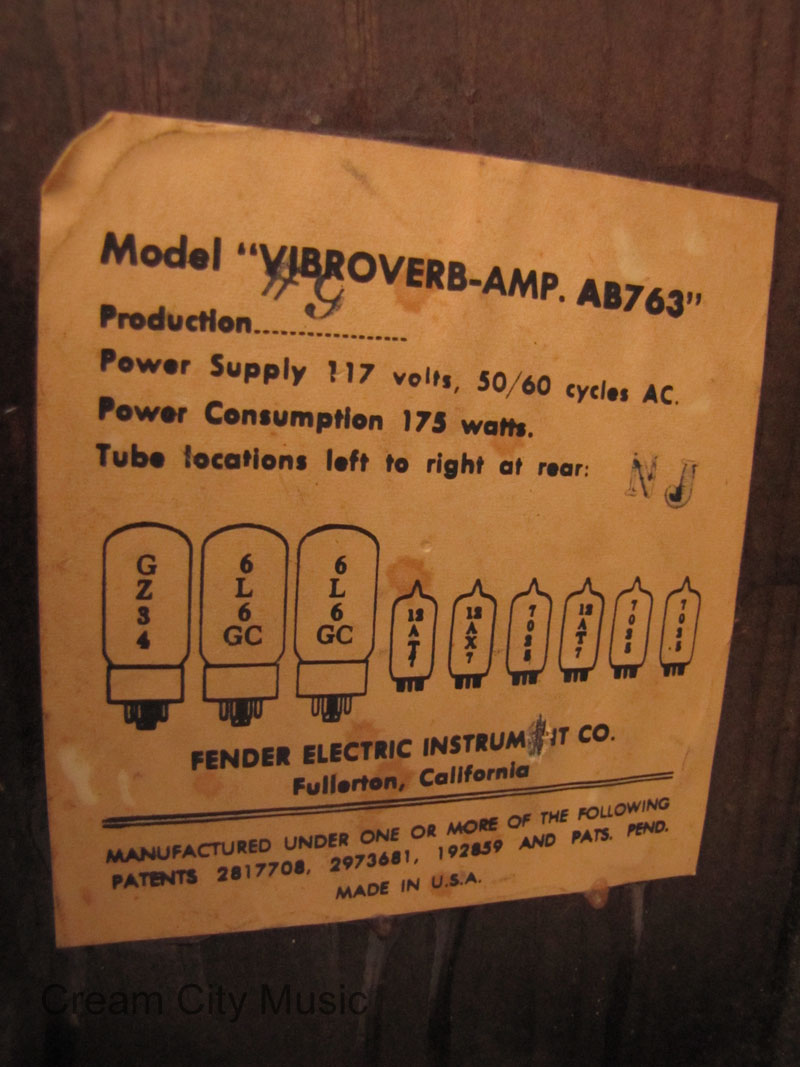 Model "VIBROVERB-AMP. AB763"
#9
Production..................
Power Supply 117 volts, 50/60 cycles AC.
Power Consumption 175 watts.
Tube locations left to right at rear: NJ
GZ34 6L6GC 6L6GC 12AT7 12AX7 7025 12AT7 7025 7025
FENDER ELECTRIC INSTRUM IT CO.
Fullerton, California
MANUFACTURED UNDER ONE OR MORE OF THE FOLLOWING
PATENTS 2817708, 2973681, 192859 AND PATS. PEND.
MADE IN U.S.A.
Cream City Music